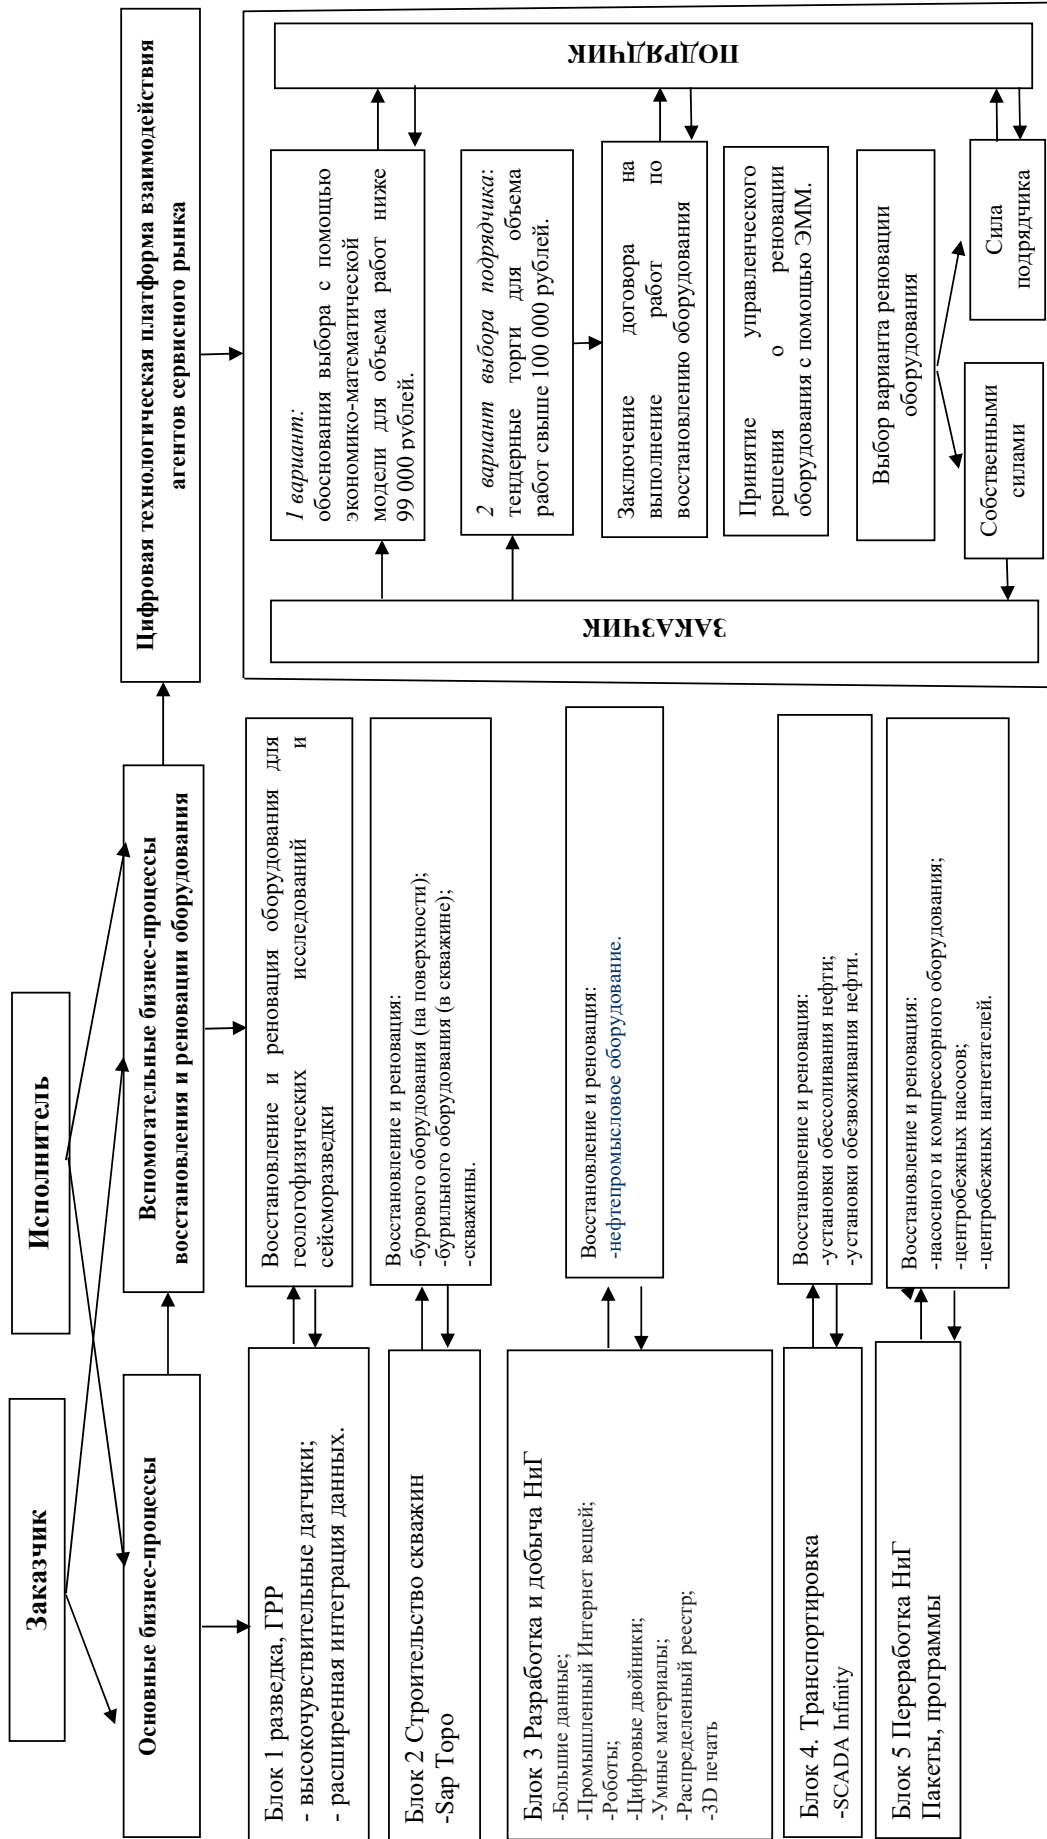 Заказчик
Исполнитель
Основные бизнес-процессы
Вспомогательные бизнес-процессы
восстановления и реновации оборудования
Цифровая технологическая платформа взаимодействия
агентов сервисного рынка
Блок 1 разведка, ГРР
- высокочувствительные датчики;
- расширенная интеграция данных.
Восстановление и реновация оборудования для
геологофизических исследований и
сейсморазведки
Блок 2 Строительство скважин
-Sap Торо
Восстановление и реновация:
-бурового оборудования (на поверхности);
-бурильного оборудования (в скважине);
-скважины.
Блок 3 Разработка и добыча НиГ
-Большие данные;
-Промышленный Интернет вещей;
-Роботы;
-Цифровые двойники;
-Умные материалы;
-Распределенный реестр;
-3D печать
Восстановление и реновация:
-нефтепромысловое оборудование.
Блок 4. Транспортировка
-SCADA Infinity
Восстановление и реновация:
-установки бессоливания нефти;
-установки обезвоживания нефти.
Блок 5 Переработка НиГ
Пакеты, программы
Восстановление и реновация:
-насосного и компрессорного оборудования;
-центробежных насосов;
-центробежных нагнетателей.
ЗАКАЗЧИК
1 вариант:
обоснования выбора с помощью
экономико-математической
модели для объема работ ниже
99 000 рублей.
2 вариант выбора подрядчика:
тендерные торги для объема
работ свыше 100 000 рублей.
Заключение договора на
выполнение работ по
восстановлению оборудования
Принятие управленческого
решения о реновации
оборудования с помощью ЭММ.
Выбор варианта реновации
оборудования
Собственными
силами
Сила
подрядчика
ПОДРЯДЧИК